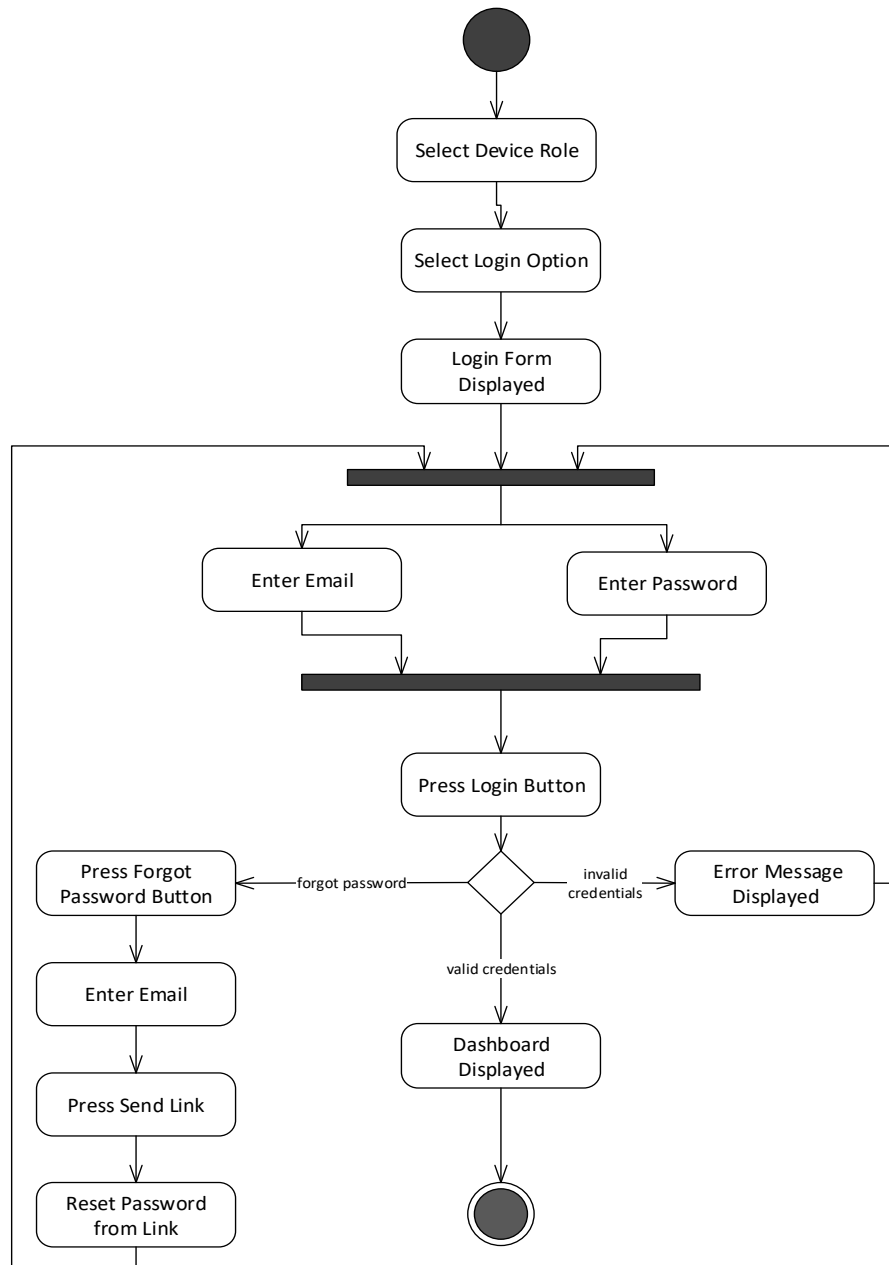 Select Device Role
Select Login Option
Login Form
Displayed
Enter Email
Enter Password
Press Login Button
Press Forgot
Password Button
forgot password
invalid
credentials
Error Message
Displayed
valid credentials
Enter Email
Dashboard
Displayed
Press Send Link
Reset Password
from Link